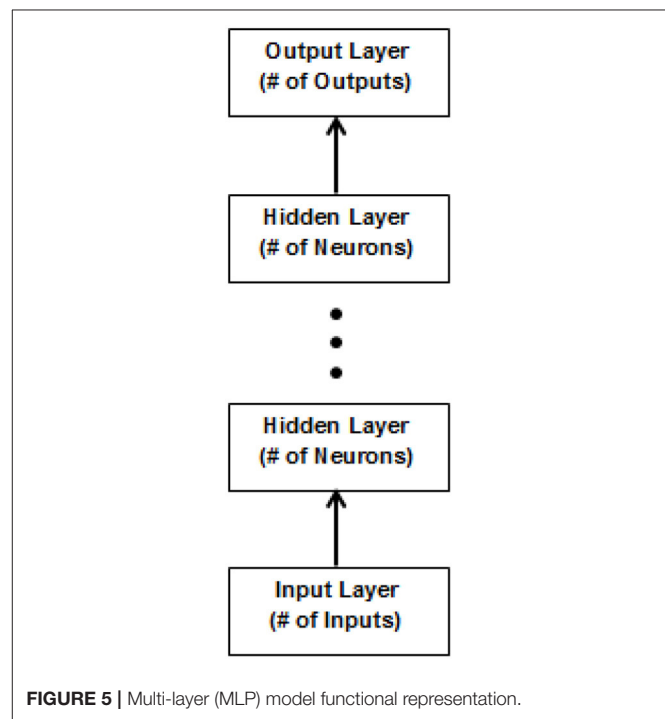 Output Layer
(# of Outputs)
Hidden Layer
(# of Neurons)
Hidden Layer
(# of Neurons)
Input Layer
(# of Inputs)
FIGURE 5 | Multi-layer (MLP) model functional representation.